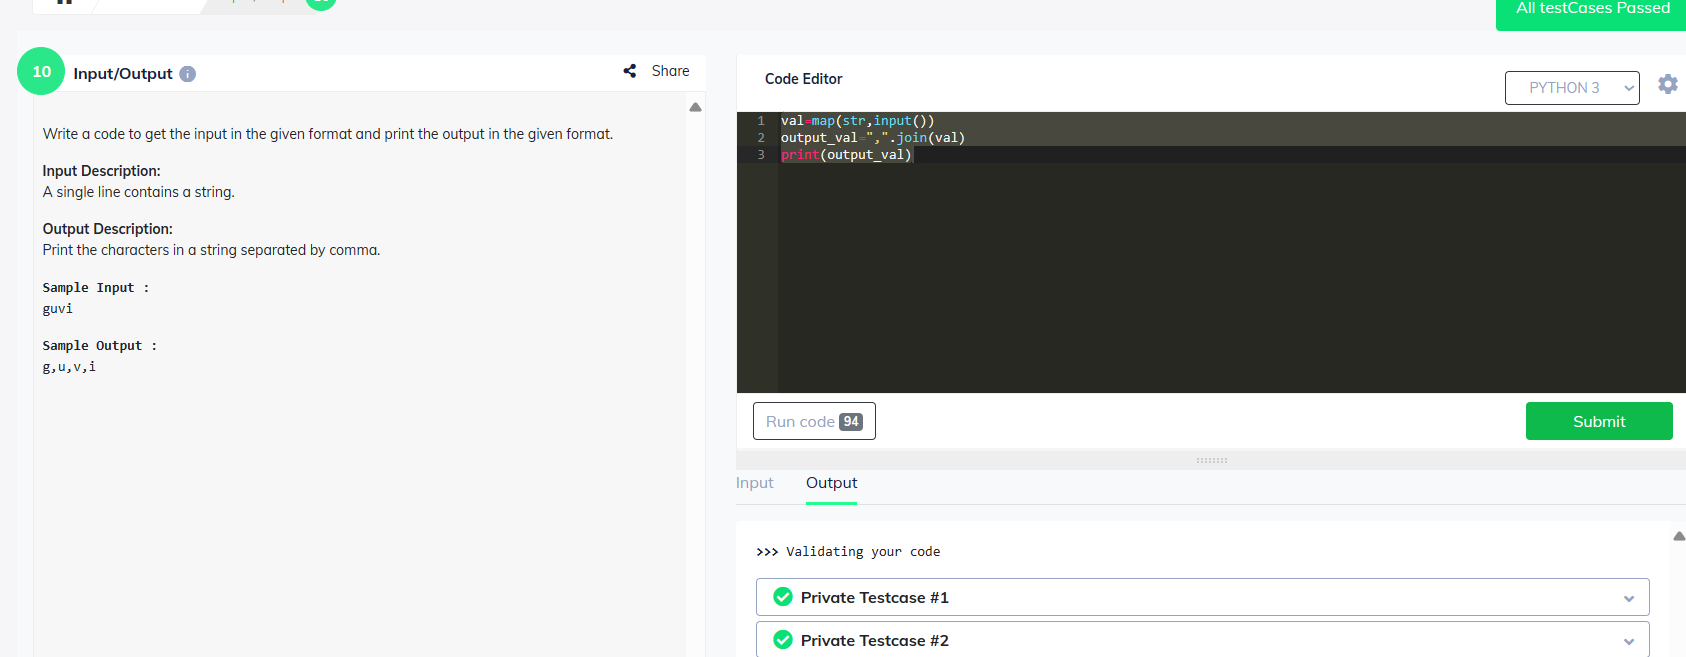 All testCases Passed
10
Input/Output
Share
Write a code to get the input in the given format and print the output in the given format.
Input Description:
A single line contains a string.
Output Description:
Print the characters in a string separated by comma.
Sample Input :
guvi
Sample Output :
g,u,v,i
Code Editor
PYTHON 3
1 val=map(str,input())
2 output_val=",".join(val)
3 print(output_val)
Run code 94
Submit
Input Output
>>> Validating your code
Private Testcase #1
Private Testcase #2